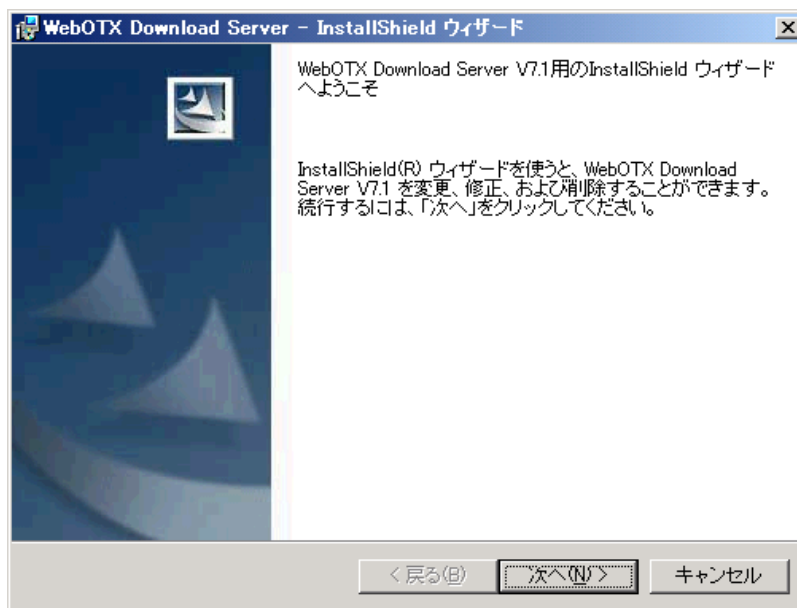 WebOTX Download Serve - InstallShield ウィザード
WebOTX Download Server V7.1用のInstallShield ウィザード
へようこそ
InstallShield(R) ウィザードを使うと、WebOTX Download
Server V7.1 を変更、修正、および削除することができます。
続行するには、「次へ」をクリックしてください。
< 戻る(B)
次へ(N) >
キャンセル